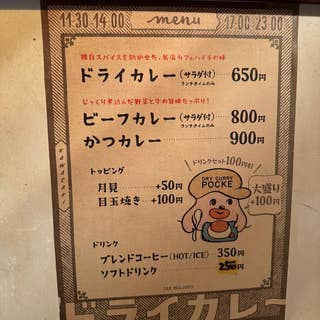 11.30-14.00 menu 17:00-23:00
独自スパイスを効かせた、名店カフェハイチの味
ドライカレー(サラダ付) 650円
ランチタイムのみ
じっくり煮込んだ野菜と牛の旨味たっぷり!
ビーフカレー(サラダ付) 800円
ランチタイムのみ
かつカレー 900円
トッピング
月見 +50円
目玉焼き +100円
ドリンクセット100円引!
大盛り
+100円
DRY CURRY
POCKE
ドリンク
ブレンドコーヒー(HOT/ICE) 350円
ソフトドリンク 250円
TAX INCLUDED
KAWARAZAKI
ドライカレー